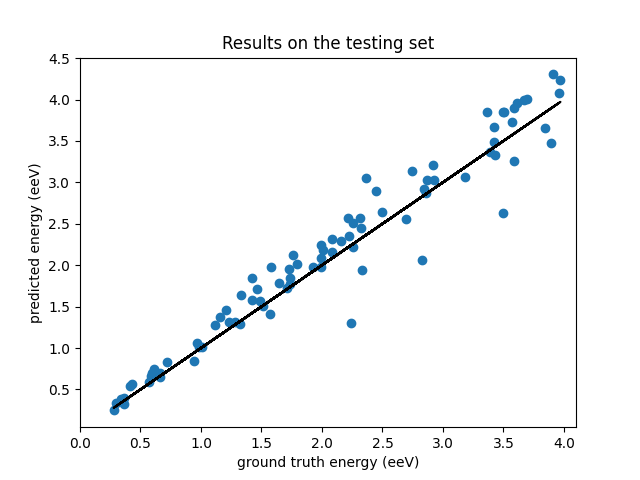 Results on the testing set
4.5
4.0
3.5
3.0
2.5
2.0
1.5
1.0
0.5
predicted energy (eeV)
0.0 0.5 1.0 1.5 2.0 2.5 3.0 3.5 4.0
ground truth energy (eeV)